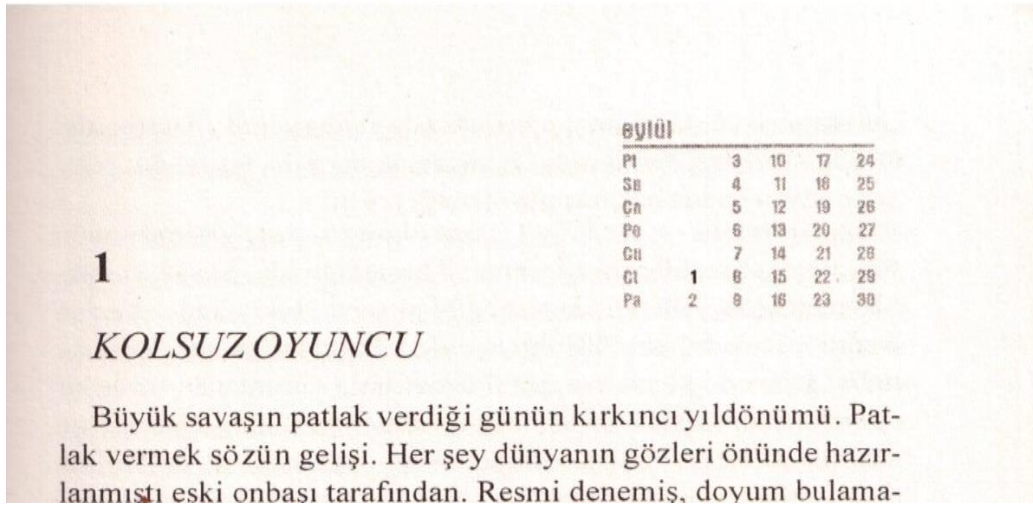 eylül
Pt 3 10 17 24
Sa 4 11 18 25
Ça 5 12 19 26
Pe 6 13 20 27
Cu 7 14 21 28
Ct 1 8 15 22 29
Pa 2 9 16 23 30
1
KOLSUZ OYUNCU
Büyük savaşın patlak verdiği günün kırkıncı yıldönümü. Pat-
lak vermek sözün gelişi. Her şey dünyanın gözleri önünde hazır-
lanmıştı eski onbaşı tarafından. Resmi denemiş, doyum bulama-